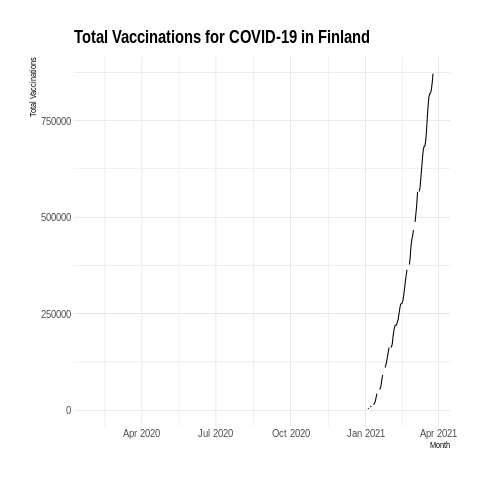 Total Vaccinations for COVID-19 in Finland
Total Vaccinations
750000
500000
250000
0
Apr 2020 Jul 2020 Oct 2020 Jan 2021 Apr 2021
Month